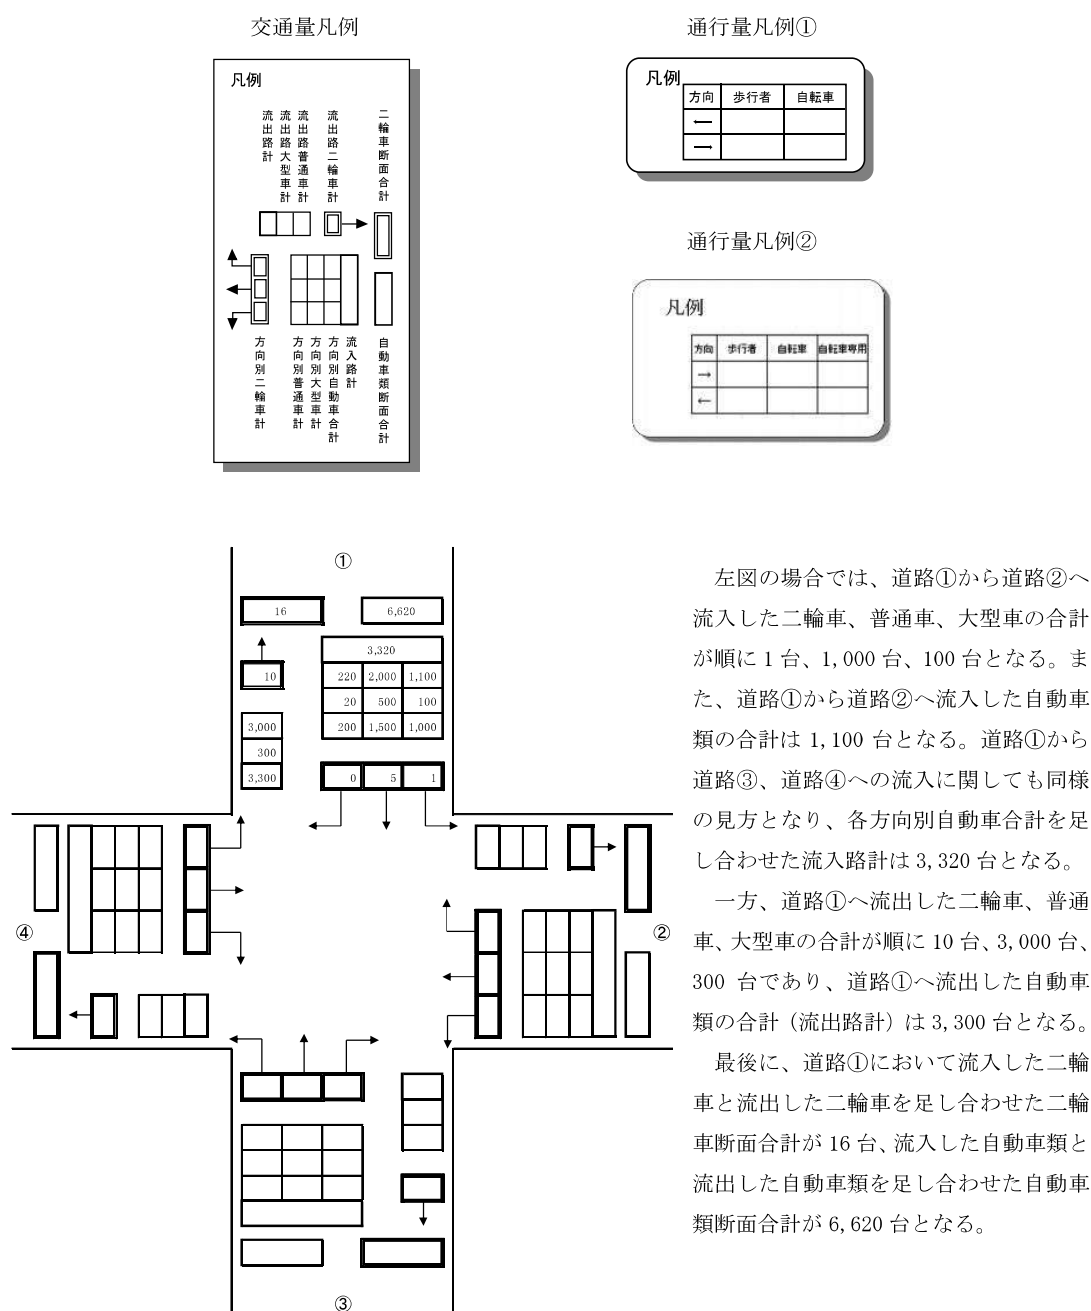 交通量凡例
凡例
流出路計
流出路大型車計
流出路普通車計
流出路二輪車計
二輪車断面合計
方向別二輪車計
方向別普通車計
方向別大型車計
方向別自動車合計
流入路計
自動車類断面合計
通行量凡例①
凡例
方向 歩行者 自転車
←
→
通行量凡例②
凡例
方向 歩行者 自転車 自転車専用
→
←
①
16 6,620
3,320
10 220 2,000 1,100
20 500 100
3,000 200 1,500 1,000
300
3,300 0 5 1
④
②
③
左図の場合では、道路①から道路②へ
流入した二輪車、普通車、大型車の合計
が順に1台、1,000台、100台となる。ま
た、道路①から道路②へ流入した自動車
類の合計は1,100台となる。道路①から
道路③、道路④への流入に関しても同様
の見方となり、各方向別自動車合計を足
し合わせた流入路計は3,320台となる。
一方、道路①へ流出した二輪車、普通
車、大型車の合計が順に10台、3,000台、
300 台であり、道路①へ流出した自動車
類の合計（流出路計）は3,300台となる。
最後に、道路①において流入した二輪
車と流出した二輪車を足し合わせた二輪
車断面合計が16台、流入した自動車類と
流出した自動車類を足し合わせた自動車
類断面合計が6,620台となる。